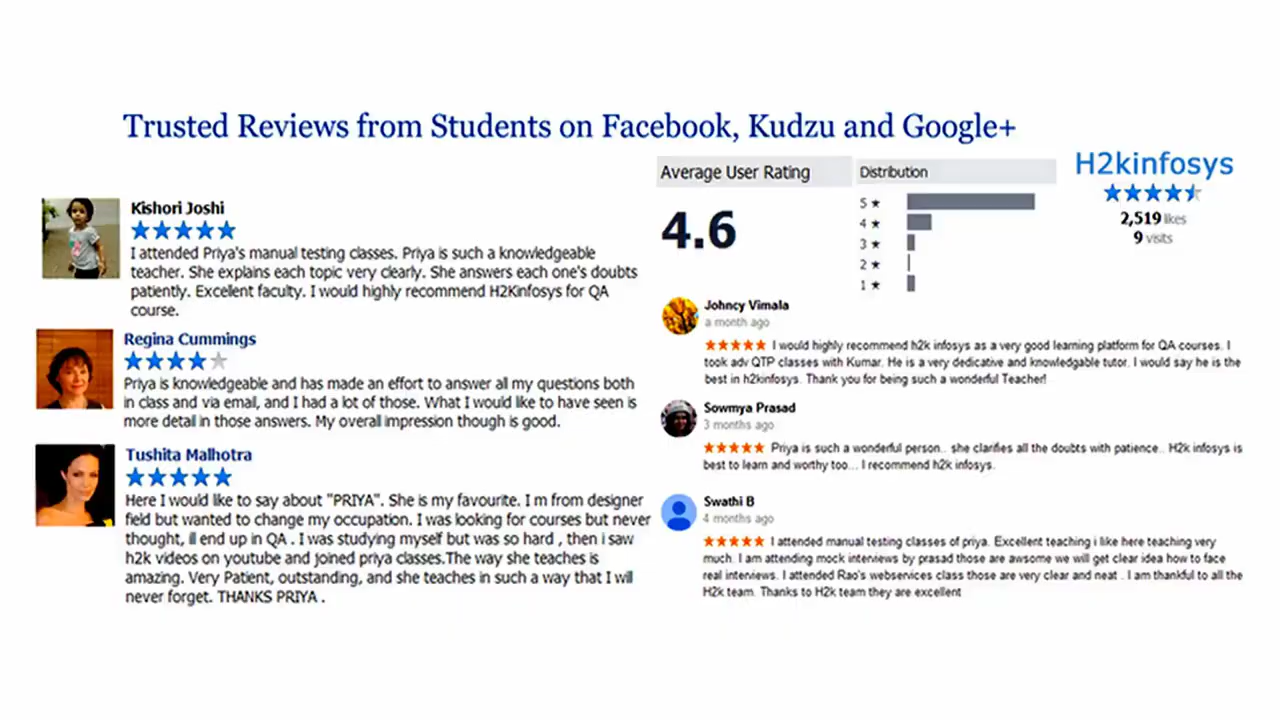 Trusted Reviews from Students on Facebook, Kudzu and Google+
Kishori Joshi
I attended Priya's manual testing classes. Priya is such a knowledgeable
teacher. She explains each topic very clearly. She answers each one's doubts
patiently. Excellent faculty. I would highly recommend H2Kinfosys for QA
course.
Regina Cummings
Priya is knowledgeable and has made an effort to answer all my questions both
in class and via email, and I had a lot of those. What I would like to have seen is
more detail in those answers. My overall impression though is good.
Tushita Malhotra
Here I would like to say about "PRIYA". She is my favourite. I m from designer
field but wanted to change my occupation. I was looking for courses but never
thought, ill end up in QA . I was studying myself but was so hard , then i saw
h2k videos on youtube and joined priya classes.The way she teaches is
amazing. Very Patient, outstanding, and she teaches in such a way that I will
never forget. THANKS PRIYA .
Average User Rating
4.6
Distribution
5 ★
4 ★
3 ★
2 ★
1 ★
H2kinfosys
2,519 likes
9 visits
Johncy Vimala
a month ago
I would highly recommend h2k infosys as a very good learning platform for QA courses. I
took adv QTP classes with Kumar. He is a very dedicative and knowledgable tutor. I would say he is the
best in h2kinfosys. Thank you for being such a wonderful Teacher!
Sowmya Prasad
3 months ago
Priya is such a wonderful person.. she clarifies all the doubts with patience.. H2k infosys is
best to learn and worthy too... I recommend h2k infosys.
Swathi B
4 months ago
I attended manual testing classes of priya. Excellent teaching i like here teaching very
much. I am attending mock interviews by prasad those are awsome we will get clear idea how to face
real interviews. I attended Rao's webservices class those are very clear and neat . I am thankful to all the
H2k team. Thanks to H2k team they are excellent